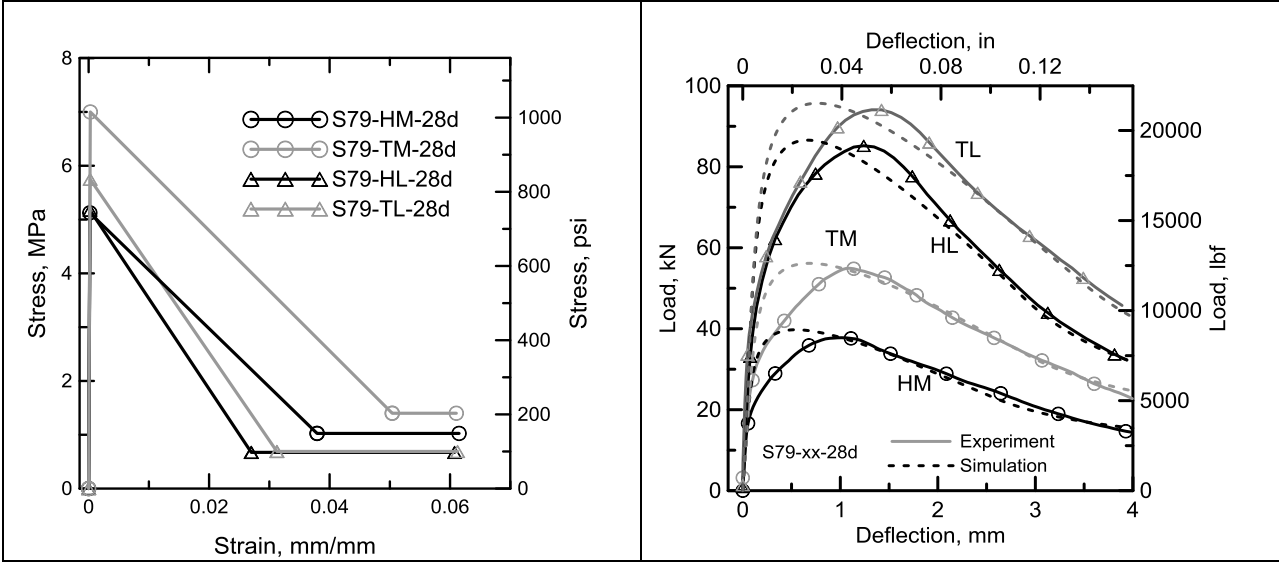 8
6
4
2
0
Stress, MPa
1000
800
600
400
200
0
Stress, psi
S79-HM-28d
S79-TM-28d
S79-HL-28d
S79-TL-28d
0 0.02 0.04 0.06
Strain, mm/mm
Deflection, in
0 0.04 0.08 0.12
100
80
60
40
20
0
Load, kN
20000
15000
10000
5000
0
Load, lbf
TL
TM
HL
HM
S79-xx-28d
Experiment
Simulation
0 1 2 3 4
Deflection, mm